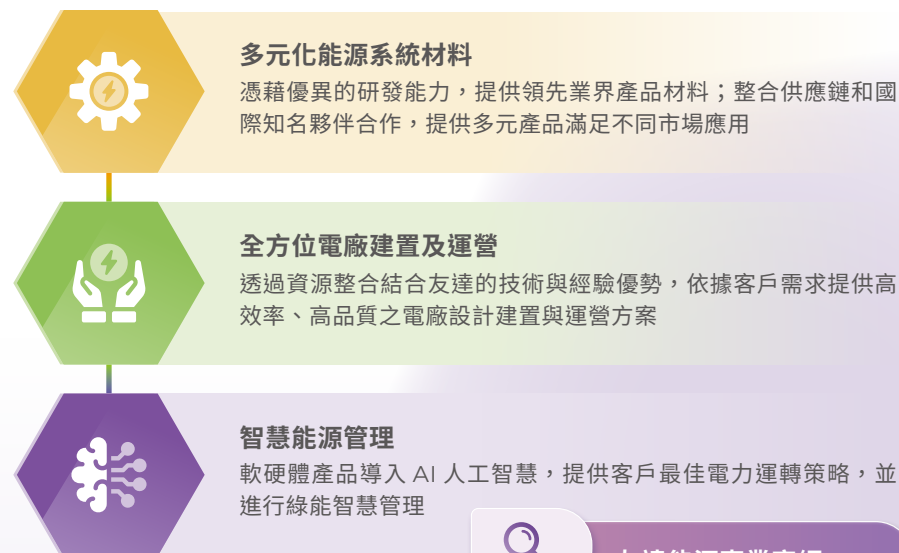 多元化能源系統材料
憑藉優異的研發能力，提供領先業界產品材料；整合供應鏈和國
際知名夥伴合作，提供多元產品滿足不同市場應用
全方位電廠建置及運營
透過資源整合結合友達的技術與經驗優勢，依據客戶需求提供高
效率、高品質之電廠設計建置與運營方案
智慧能源管理
軟硬體產品導入 AI 人工智慧，提供客戶最佳電力運轉策略，並
進行綠能智慧管理